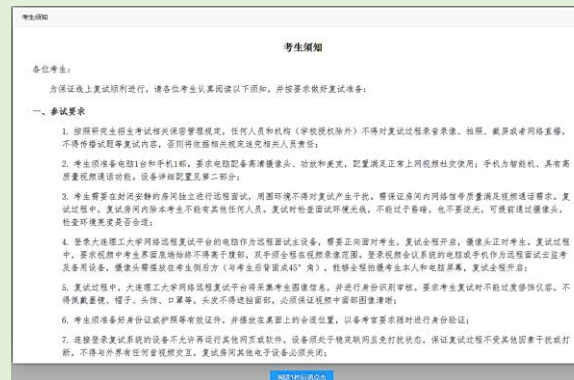 考生须知
考生须知
各位考生：
为保证线上复试顺利进行，请各位考生认真阅读以下须知，并按要求做好复试准备：
一、参试要求
1. 按照研究生招生考试相关保密管理规定，任何人员和机构（学校授权除外）不得对复试过程录音录像、拍照、截屏或者网络直播，
不得传播试题等复试内容，否则将依据相关规定追究相关人员责任；
2. 考生须准备电脑1台和手机1部，要求电脑配备高清摄像头、功放和麦克，配置满足正常上网视频社交使用；手机为智能机，具有高
质量视频通话功能，设备详细配置见第二部分；
3. 考生需要在封闭安静的房间独立进行远程面试，周围环境不得对复试产生干扰，需保证房间内网络信号质量满足视频通话需求。复
试过程中，复试房间内除本考生不能有其他任何人员。复试时检查面试环境光线，不能过于昏暗，也不要逆光，可提前通过摄像头，
检查环境亮度是否合适；
4. 登录大连理工大学网络远程复试平台的电脑作为远程面试主设备，需要正向面对考生，复试全程开启，摄像头正对考生。复试过程
中，要求视频中考生界面底端始终不得高于腹部，双手须全程在视频录像范围。登录视频会议系统的电脑或手机作为远程面试云监考
及备用设备，摄像头需摆放在考生侧后方（与考生后背面成45°角），能够全程拍摄考生本人和电脑屏幕，复试全程开启；
5. 复试过程中，大连理工大学网络远程复试平台将采集考生图像信息，并进行身份识别审核。要求考生复试时不能过度修饰仪容，不
得佩戴墨镜、帽子、头饰、口罩等，头发不得遮挡面部，必须保证视频中面部图像清晰；
6. 考生须准备好身份证或护照等有效证件，并摆放在桌面上的合适位置，以备考官要求随时进行身份验证；
7. 连接登录复试系统的设备不允许再运行其他网页或软件，设备须处于稳定联网且免打扰状态，保证复试过程不受其他因素干扰或打
断，不得与外界有任何音视频交互，复试房间其他电子设备必须关闭；
阅读1秒后请点击